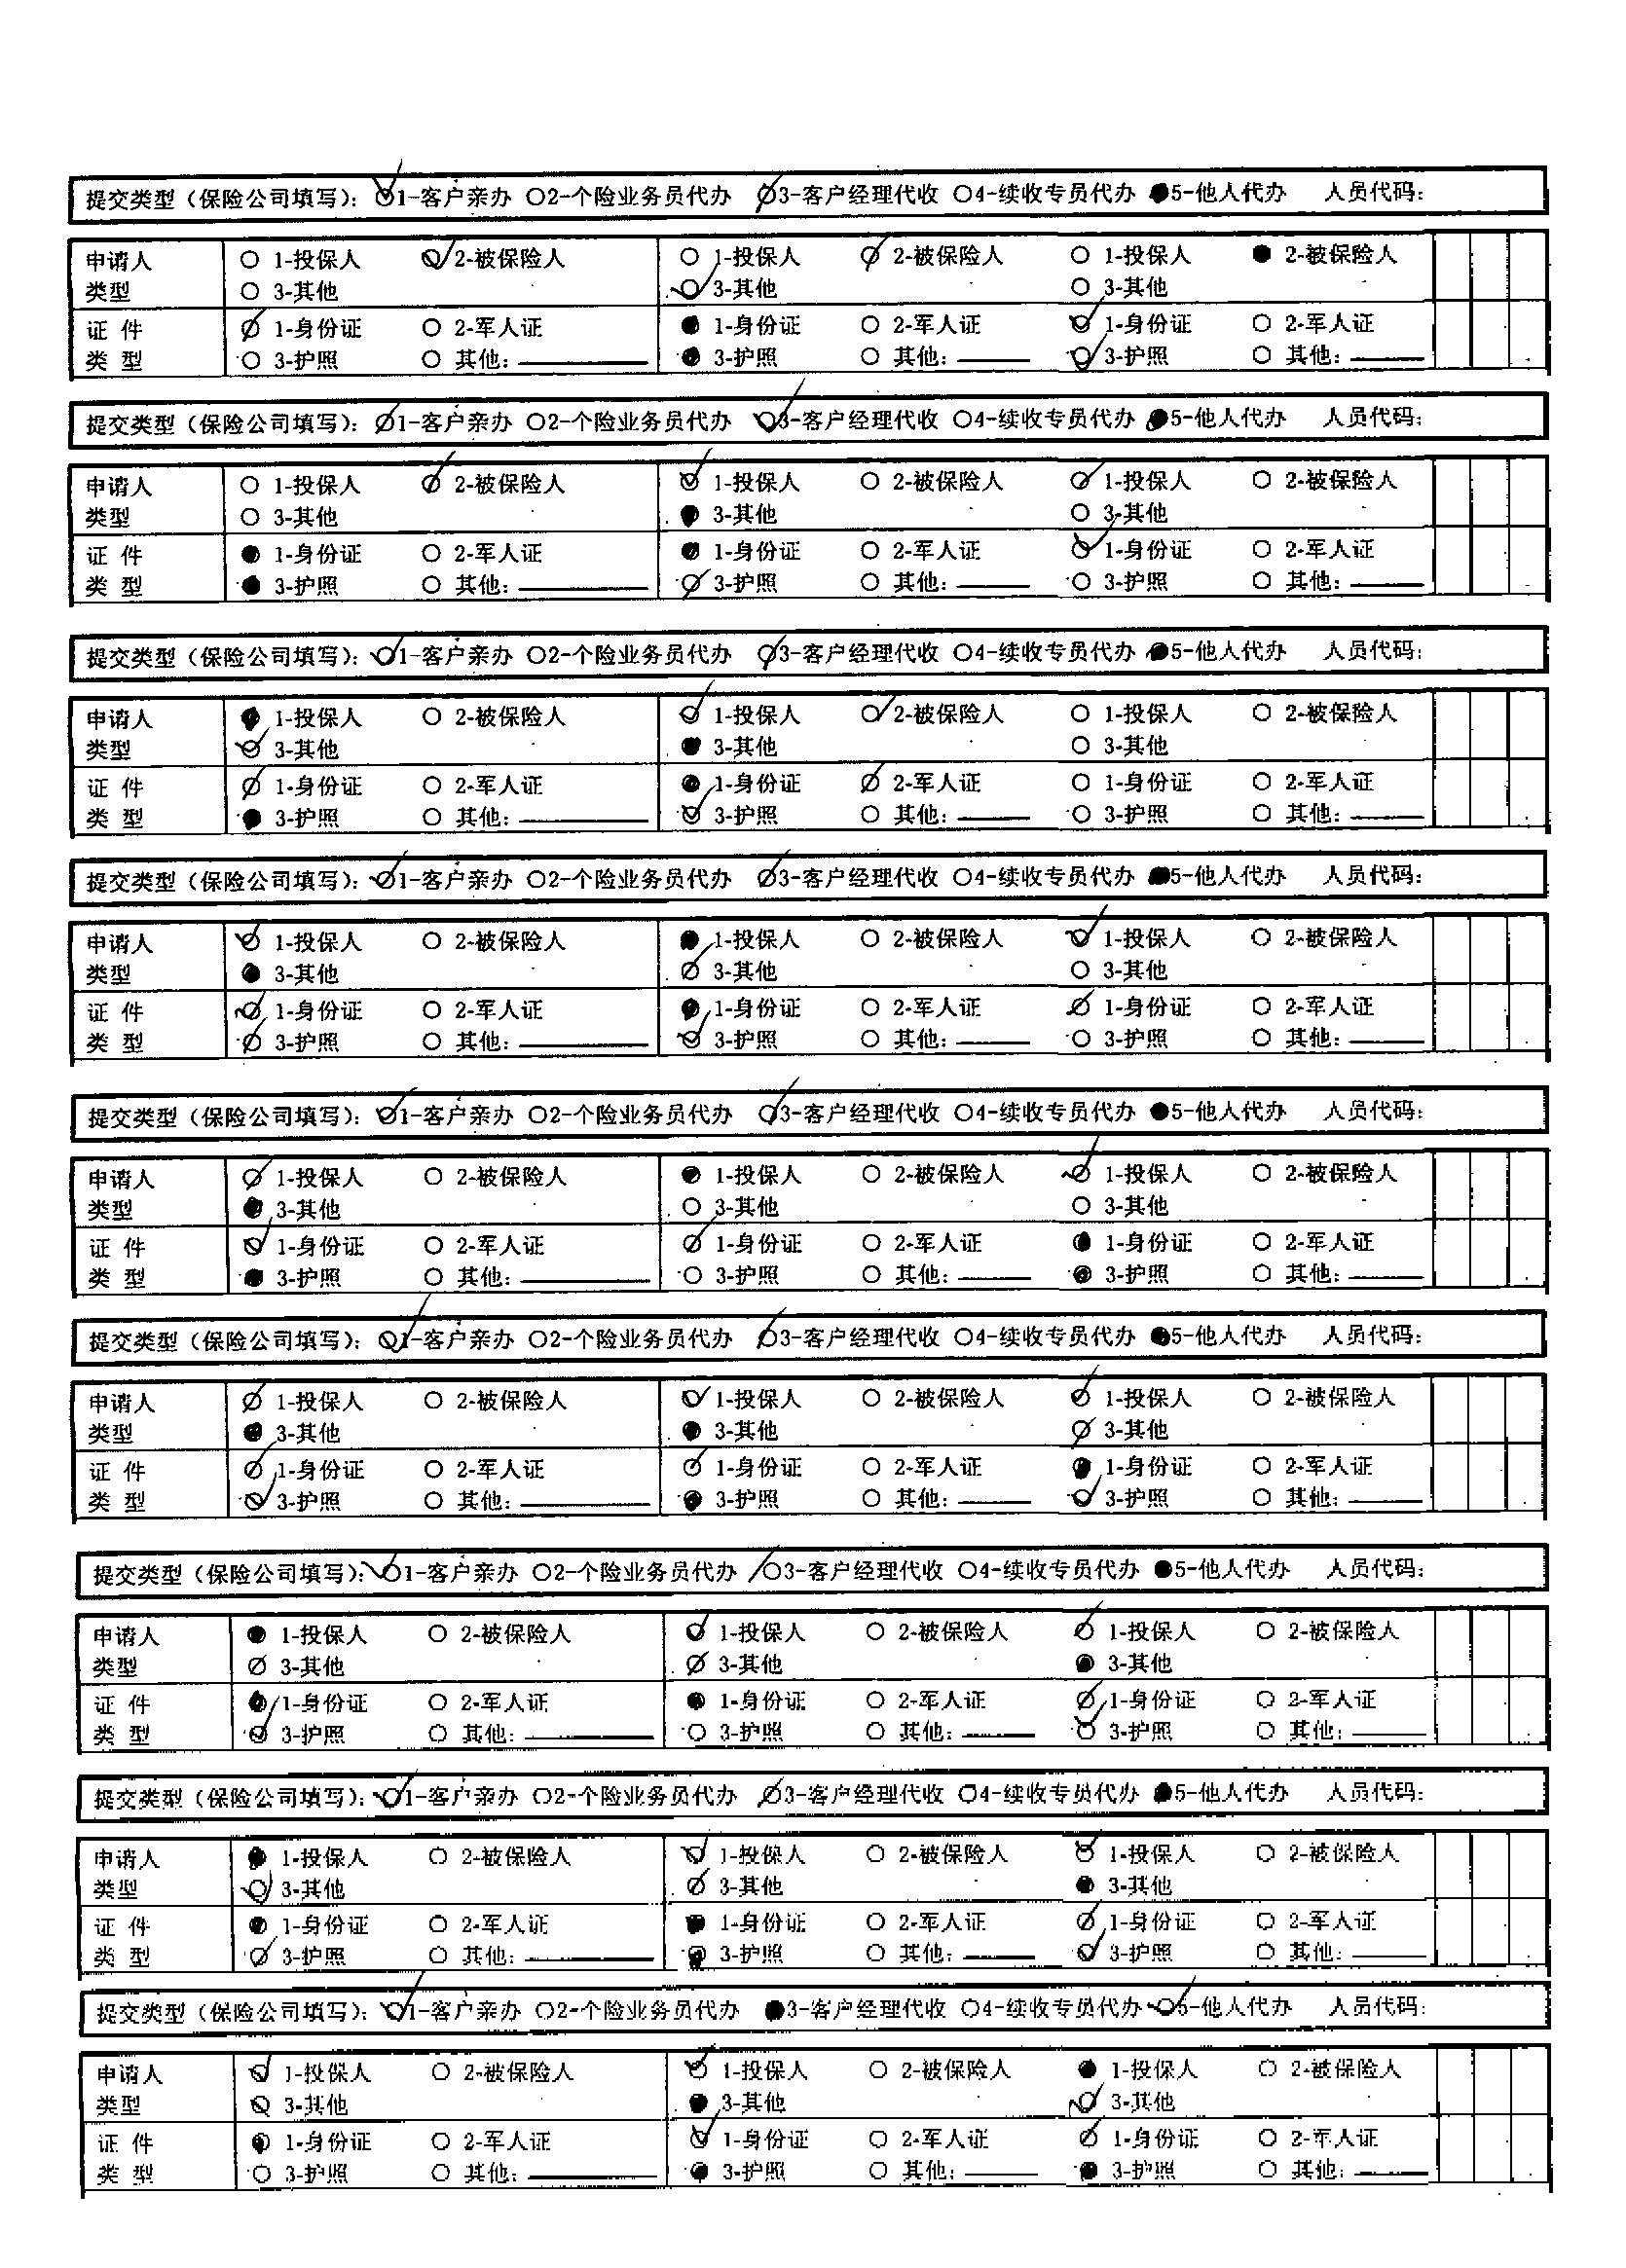 提交类型（保险公司填写）：○1-客户亲办 ○2-个险业务员代办 ○3-客户经理代收 ○4-续收专员代办 ●5-他人代办 人员代码：
申请人 ○ 1-投保人 ○ 2-被保险人 ○ 1-投保人 ○ 2-被保险人 ○ 1-投保人 ● 2-被保险人
类型 ○ 3-其他 ○ 3-其他 ○ 3-其他
证 件 ○ 1-身份证 ○ 2-军人证 ● 1-身份证 ○ 2-军人证 ○ 1-身份证 ○ 2-军人证
类 型 ○ 3-护照 ○ 其他：____ ● 3-护照 ○ 其他：____ ○ 3-护照 ○ 其他：____
提交类型（保险公司填写）：○1-客户亲办 ○2-个险业务员代办 ○3-客户经理代收 ○4-续收专员代办 ●5-他人代办 人员代码：
申请人 ○ 1-投保人 ○ 2-被保险人 ○ 1-投保人 ○ 2-被保险人 ○ 1-投保人 ○ 2-被保险人
类型 ○ 3-其他 ● 3-其他 ○ 3-其他
证 件 ● 1-身份证 ○ 2-军人证 ● 1-身份证 ○ 2-军人证 ○ 1-身份证 ○ 2-军人证
类 型 ● 3-护照 ○ 其他：____ ○ 3-护照 ○ 其他：____ ○ 3-护照 ○ 其他：____
提交类型（保险公司填写）：○1-客户亲办 ○2-个险业务员代办 ○3-客户经理代收 ○4-续收专员代办 ●5-他人代办 人员代码：
申请人 ● 1-投保人 ○ 2-被保险人 ○ 1-投保人 ○ 2-被保险人 ○ 1-投保人 ○ 2-被保险人
类型 ○ 3-其他 ● 3-其他 ○ 3-其他
证 件 ○ 1-身份证 ○ 2-军人证 ● 1-身份证 ○ 2-军人证 ○ 1-身份证 ○ 2-军人证
类 型 ● 3-护照 ○ 其他：____ ○ 3-护照 ○ 其他：____ ○ 3-护照 ○ 其他：____
提交类型（保险公司填写）：○1-客户亲办 ○2-个险业务员代办 ○3-客户经理代收 ○4-续收专员代办 ●5-他人代办 人员代码：
申请人 ○ 1-投保人 ○ 2-被保险人 ● 1-投保人 ○ 2-被保险人 ○ 1-投保人 ○ 2-被保险人
类型 ● 3-其他 ○ 3-其他 ○ 3-其他
证 件 ○ 1-身份证 ○ 2-军人证 ● 1-身份证 ○ 2-军人证 ○ 1-身份证 ○ 2-军人证
类 型 ○ 3-护照 ○ 其他：____ ○ 3-护照 ○ 其他：____ ○ 3-护照 ○ 其他：____
提交类型（保险公司填写）：○1-客户亲办 ○2-个险业务员代办 ○3-客户经理代收 ○4-续收专员代办 ●5-他人代办 人员代码：
申请人 ○ 1-投保人 ○ 2-被保险人 ● 1-投保人 ○ 2-被保险人 ○ 1-投保人 ○ 2-被保险人
类型 ● 3-其他 ○ 3-其他 ○ 3-其他
证 件 ○ 1-身份证 ○ 2-军人证 ○ 1-身份证 ○ 2-军人证 ● 1-身份证 ○ 2-军人证
类 型 ● 3-护照 ○ 其他：____ ○ 3-护照 ○ 其他：____ ● 3-护照 ○ 其他：____
提交类型（保险公司填写）：○1-客户亲办 ○2-个险业务员代办 ○3-客户经理代收 ○4-续收专员代办 ●5-他人代办 人员代码：
申请人 ○ 1-投保人 ○ 2-被保险人 ○ 1-投保人 ○ 2-被保险人 ○ 1-投保人 ○ 2-被保险人
类型 ● 3-其他 ● 3-其他 ○ 3-其他
证 件 ○ 1-身份证 ○ 2-军人证 ○ 1-身份证 ○ 2-军人证 ● 1-身份证 ○ 2-军人证
类 型 ○ 3-护照 ○ 其他：____ ● 3-护照 ○ 其他：____ ○ 3-护照 ○ 其他：____
提交类型（保险公司填写）：○1-客户亲办 ○2-个险业务员代办 ○3-客户经理代收 ○4-续收专员代办 ●5-他人代办 人员代码：
申请人 ● 1-投保人 ○ 2-被保险人 ○ 1-投保人 ○ 2-被保险人 ○ 1-投保人 ○ 2-被保险人
类型 ○ 3-其他 ○ 3-其他 ● 3-其他
证 件 ● 1-身份证 ○ 2-军人证 ● 1-身份证 ○ 2-军人证 ○ 1-身份证 ○ 2-军人证
类 型 ○ 3-护照 ○ 其他：____ ○ 3-护照 ○ 其他：____ ○ 3-护照 ○ 其他：____
提交类型（保险公司填写）：○1-客户亲办 ○2-个险业务员代办 ○3-客户经理代收 ○4-续收专员代办 ●5-他人代办 人员代码：
申请人 ● 1-投保人 ○ 2-被保险人 ○ 1-投保人 ○ 2-被保险人 ○ 1-投保人 ○ 2-被保险人
类型 ○ 3-其他 ○ 3-其他 ● 3-其他
证 件 ● 1-身份证 ○ 2-军人证 ● 1-身份证 ○ 2-军人证 ○ 1-身份证 ○ 2-军人证
类 型 ○ 3-护照 ○ 其他：____ ● 3-护照 ○ 其他：____ ○ 3-护照 ○ 其他：____
提交类型（保险公司填写）：○1-客户亲办 ○2-个险业务员代办 ●3-客户经理代收 ○4-续收专员代办 ○5-他人代办 人员代码：
申请人 ○ 1-投保人 ○ 2-被保险人 ○ 1-投保人 ○ 2-被保险人 ● 1-投保人 ○ 2-被保险人
类型 ○ 3-其他 ● 3-其他 ○ 3-其他
证 件 ● 1-身份证 ○ 2-军人证 ○ 1-身份证 ○ 2-军人证 ○ 1-身份证 ○ 2-军人证
类 型 ○ 3-护照 ○ 其他：____ ● 3-护照 ○ 其他：____ ● 3-护照 ○ 其他：____